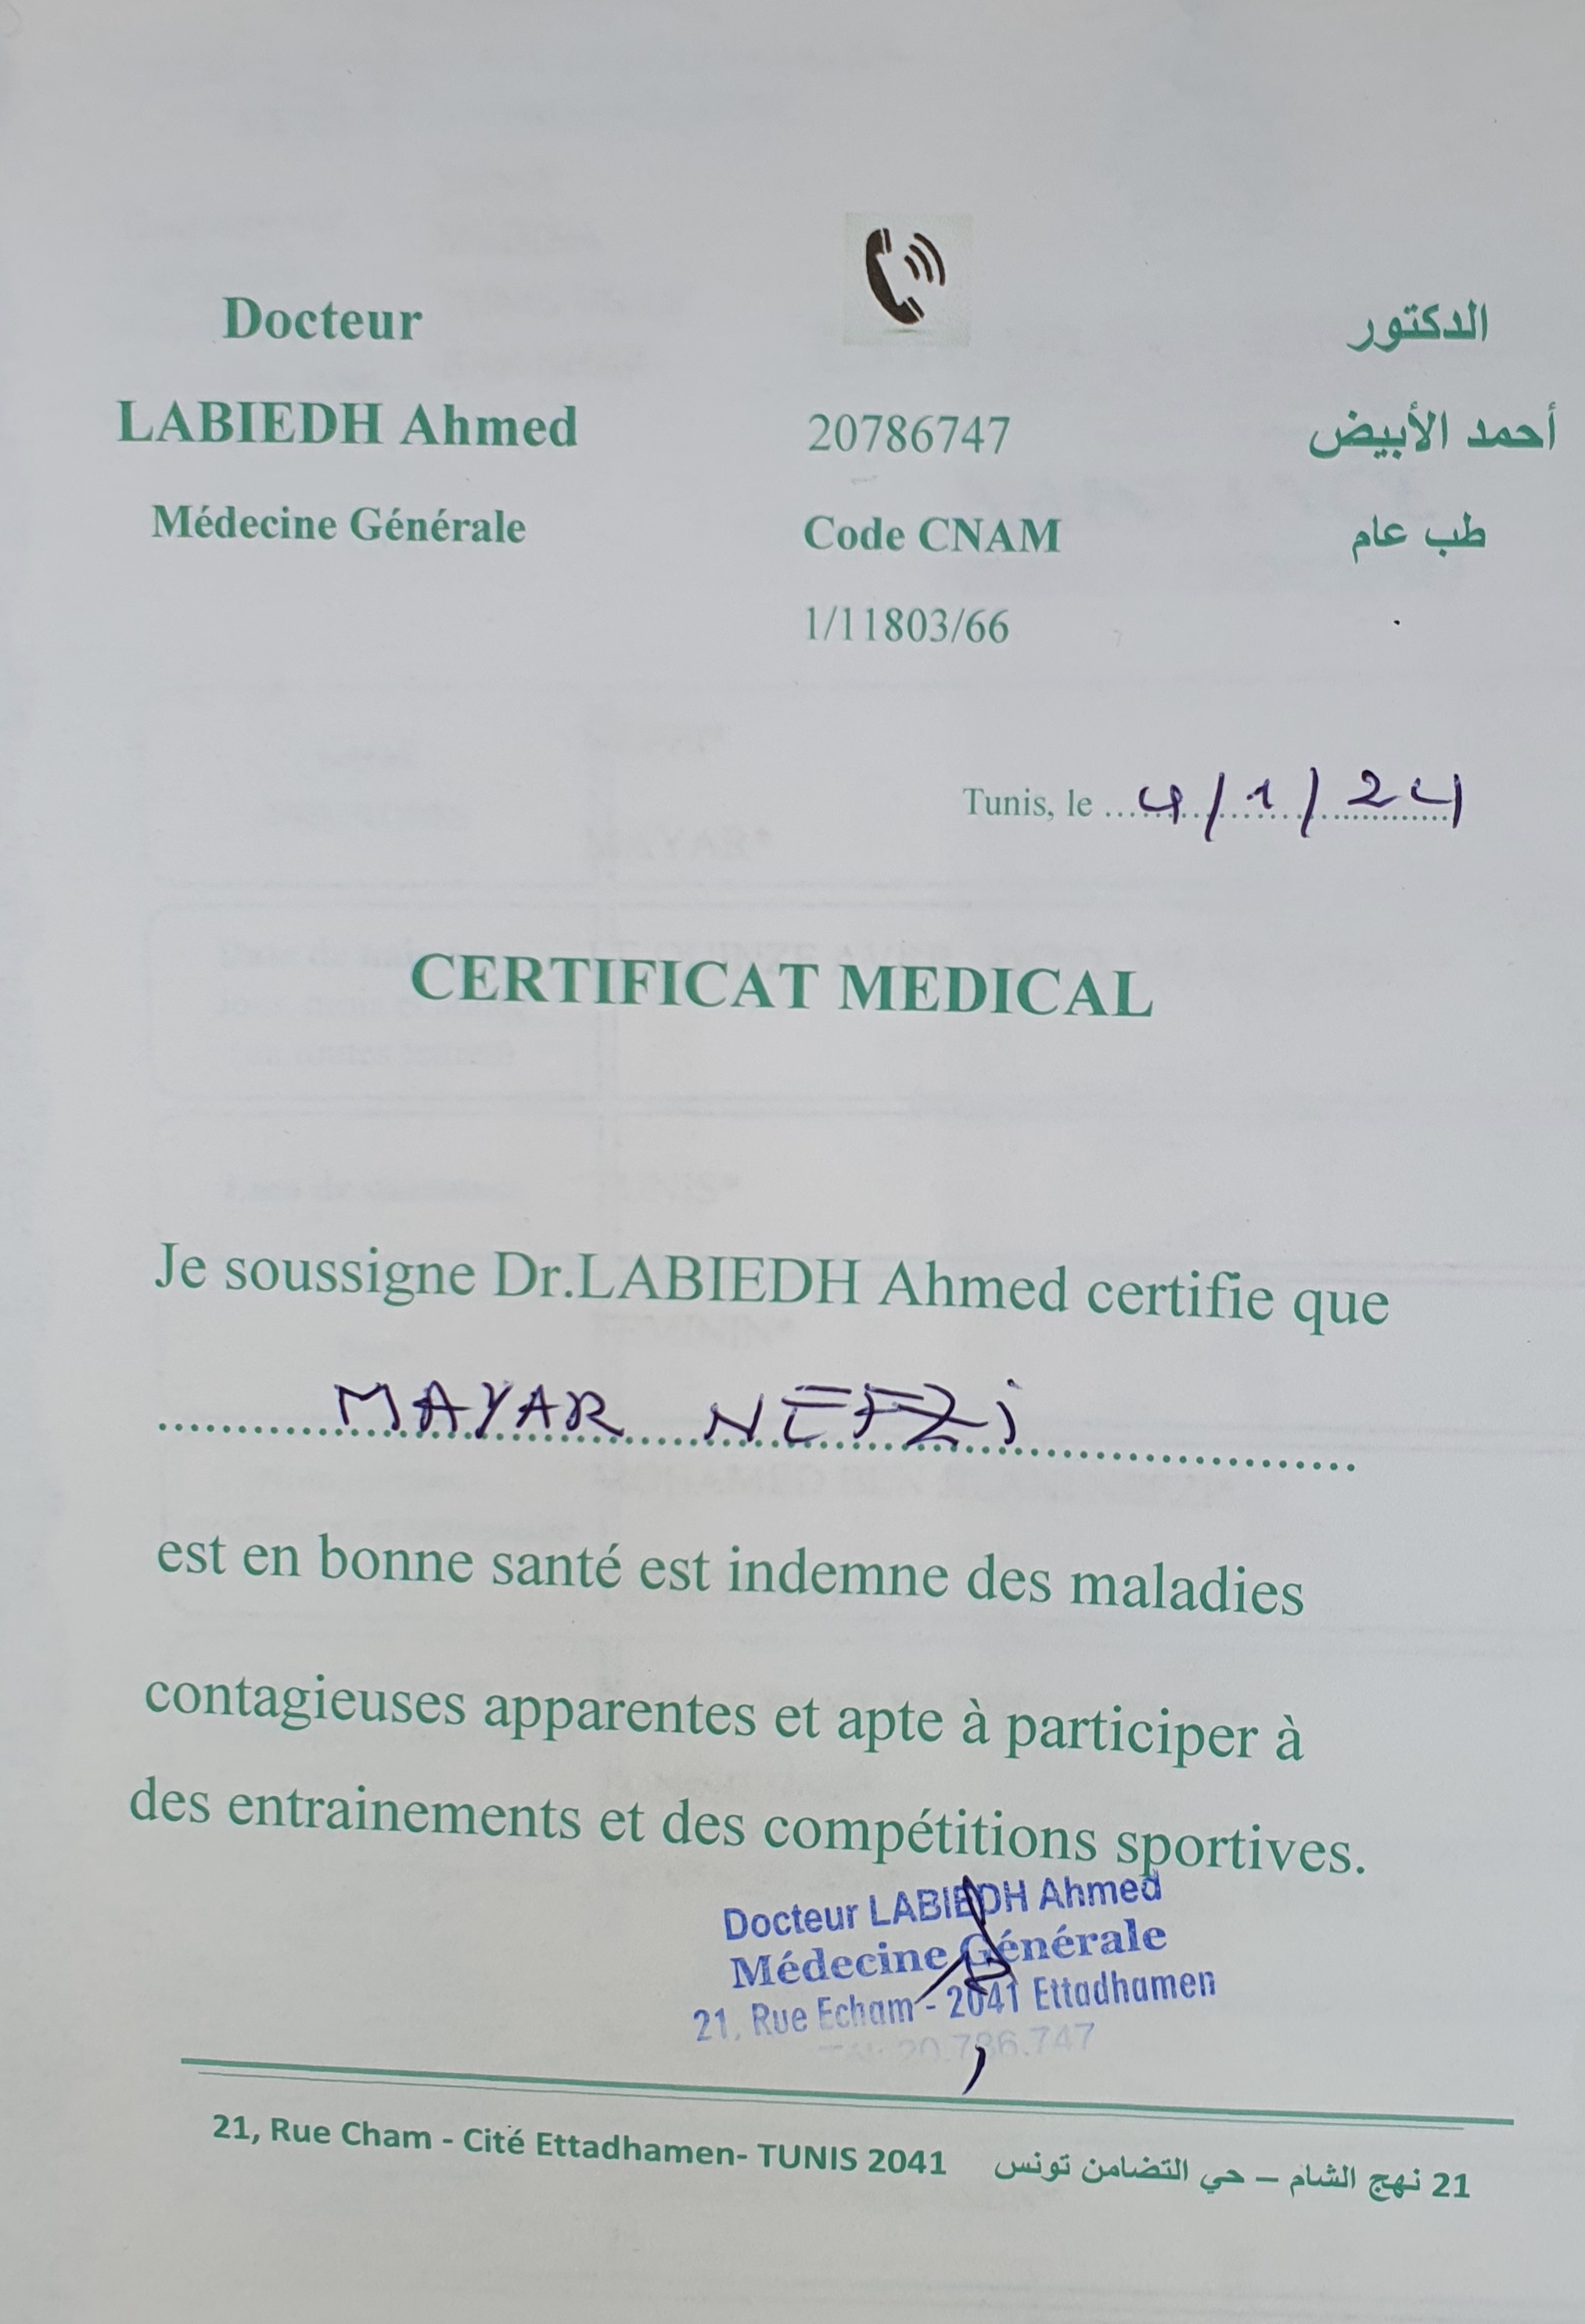 Docteur
الدكتور
LABIEDH Ahmed
20786747
أحمد الأبيض
Médecine Générale
Code CNAM
طب عام
1/11803/66
Tunis, le ....4/1/24
CERTIFICAT MEDICAL
Je soussigne Dr.LABIEDH Ahmed certifie que
MAYAR NEFZi
est en bonne santé est indemne des maladies
contagieuses apparentes et apte à participer à
des entrainements et des compétitions sportives.
Docteur LABIEDH Ahmed
Médecine Générale
21, Rue Echam - 2041 Ettadhamen
20.786.747
21, Rue Cham - Cité Ettadhamen- TUNIS 2041
21 نهج الشام – حي التضامن تونس